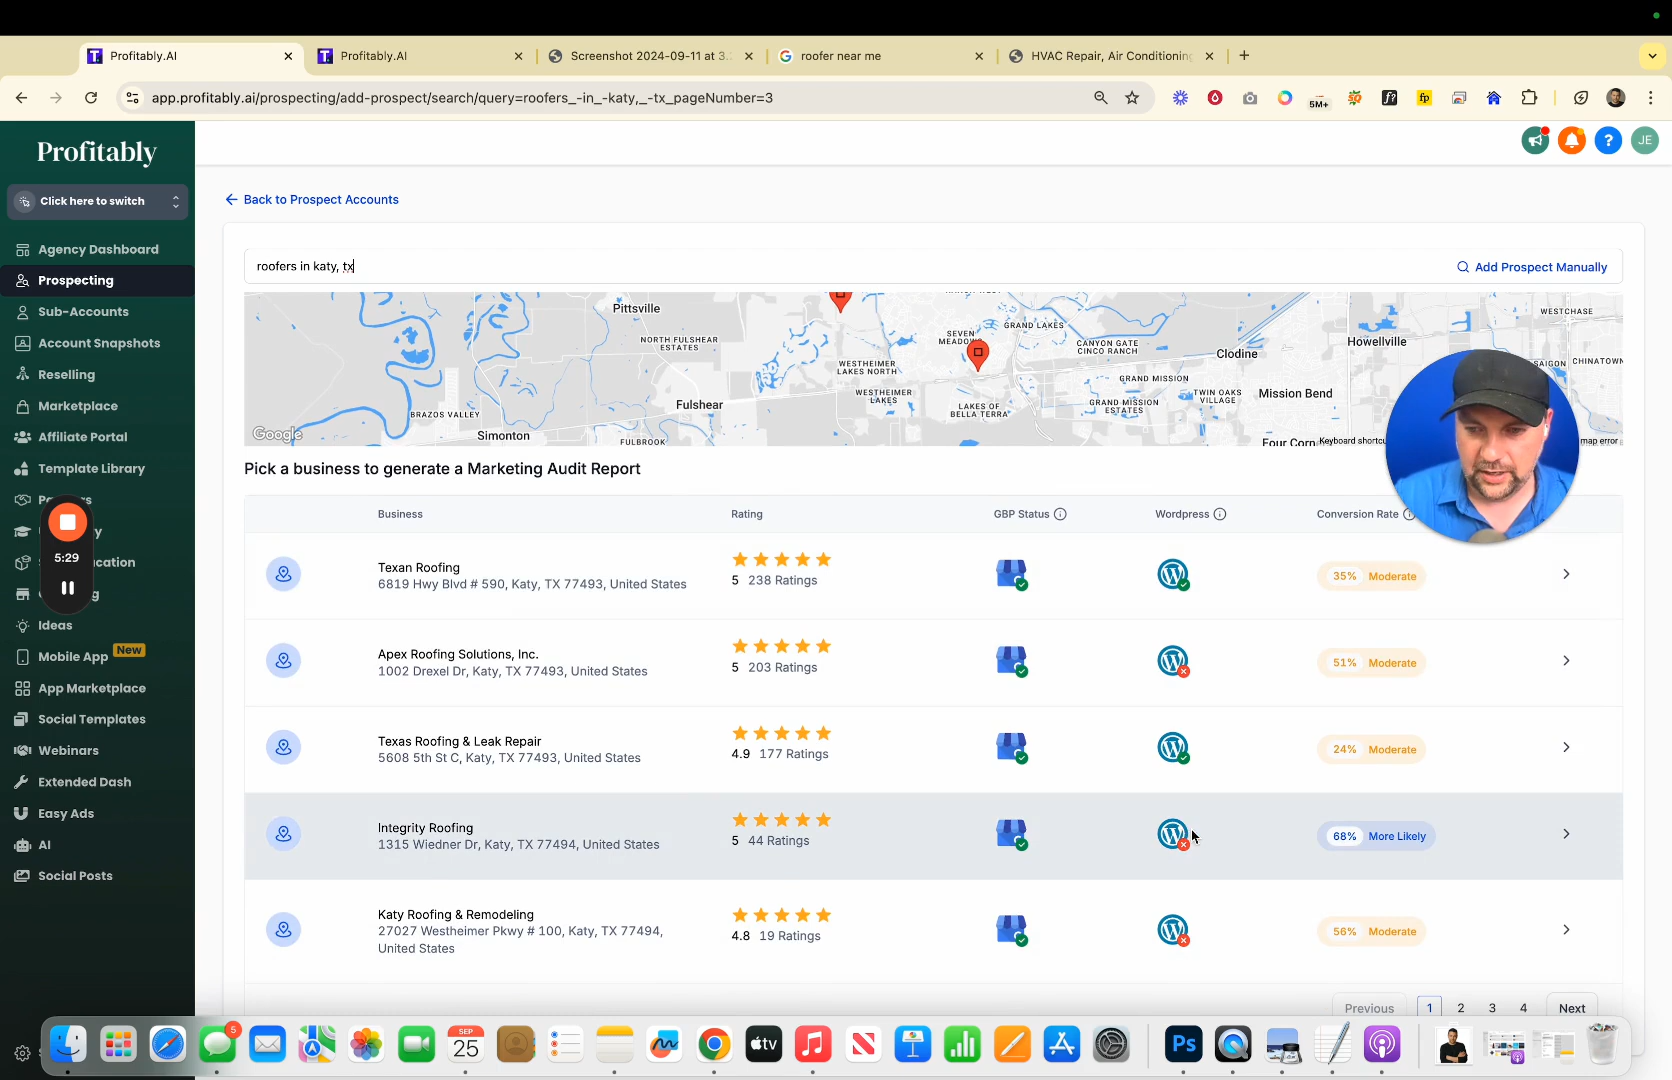 Profitably.AI
Profitably.AI
Screenshot 2024-09-11 at 3.
roofer near me
HVAC Repair, Air Conditioning
app.profitably.ai/prospecting/add-prospect/search/query=roofers_-in_-katy,_-tx_pageNumber=3
5M+
Profitably
Click here to switch
Agency Dashboard
Prospecting
Sub-Accounts
Account Snapshots
Reselling
Marketplace
Affiliate Portal
Template Library
5:29
Ideas
Mobile App New
App Marketplace
Social Templates
Webinars
Extended Dash
Easy Ads
AI
Social Posts
JE
Back to Prospect Accounts
roofers in katy, tx
Add Prospect Manually
Pittsville
NORTH FULSHEAR ESTATES
BRAZOS VALLEY
Simonton
Fulshear
FULBROOK
WESTHEIMER LAKES NORTH
WESTHEIMER LAKES
SEVEN MEADOWS
GRAND LAKES
CANYON GATE CINCO RANCH
LAKES OF BELLA TERRA
GRAND MISSION
GRAND MISSION ESTATES
TWIN OAKS VILLAGE
Clodine
Mission Bend
Howellville
WESTCHASE
CHINATOWN
Four Corn
Google
Keyboard shortcu
map error
Pick a business to generate a Marketing Audit Report
Business Rating GBP Status Wordpress Conversion Rate
Texan Roofing
6819 Hwy Blvd # 590, Katy, TX 77493, United States
5 238 Ratings
35% Moderate
Apex Roofing Solutions, Inc.
1002 Drexel Dr, Katy, TX 77493, United States
5 203 Ratings
51% Moderate
Texas Roofing & Leak Repair
5608 5th St C, Katy, TX 77493, United States
4.9 177 Ratings
24% Moderate
Integrity Roofing
1315 Wiedner Dr, Katy, TX 77494, United States
5 44 Ratings
68% More Likely
Katy Roofing & Remodeling
27027 Westheimer Pkwy # 100, Katy, TX 77494,
United States
4.8 19 Ratings
56% Moderate
Previous 1 2 3 4 Next
5
SEP
25
tv
Ps